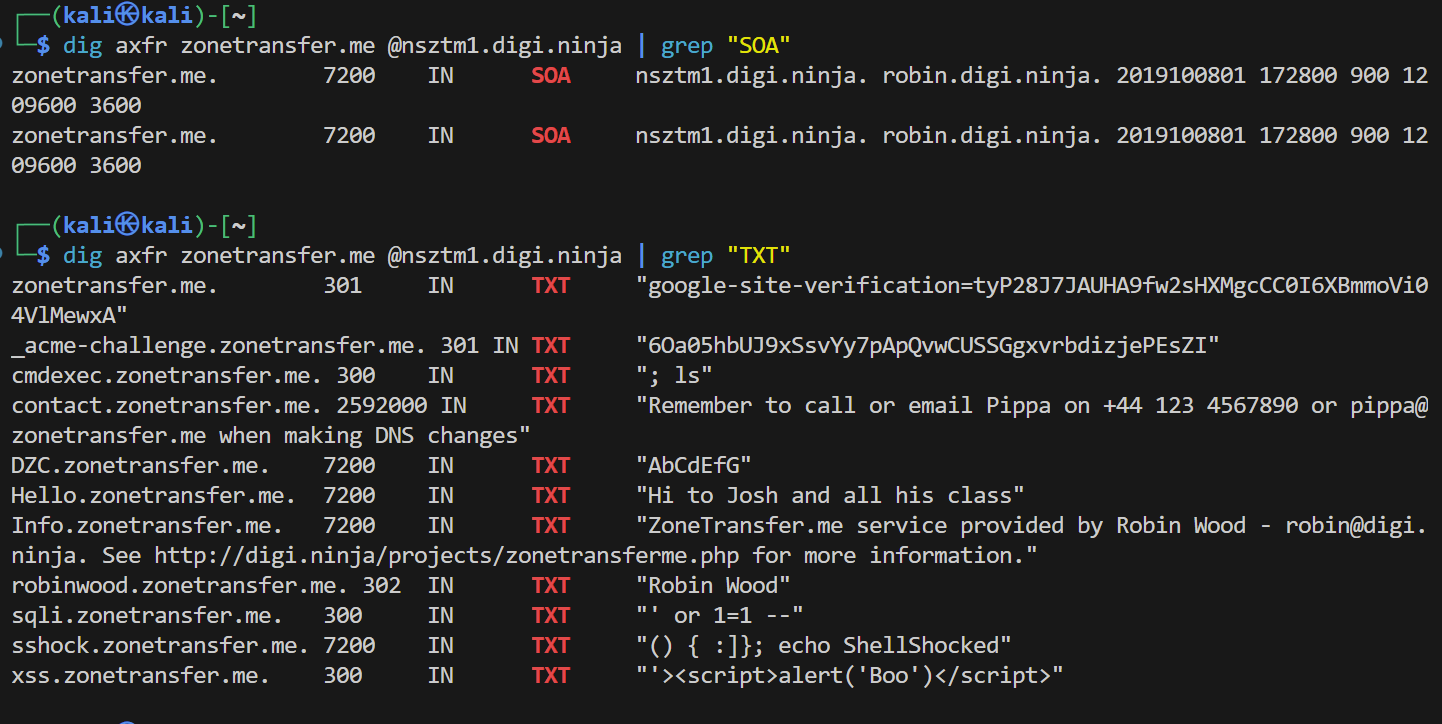 ┌──(kali㉿kali)-[~]
└─$ dig axfr zonetransfer.me @nsztm1.digi.ninja | grep "SOA"
zonetransfer.me. 7200 IN SOA nsztm1.digi.ninja. robin.digi.ninja. 2019100801 172800 900 12
09600 3600
zonetransfer.me. 7200 IN SOA nsztm1.digi.ninja. robin.digi.ninja. 2019100801 172800 900 12
09600 3600
┌──(kali㉿kali)-[~]
└─$ dig axfr zonetransfer.me @nsztm1.digi.ninja | grep "TXT"
zonetransfer.me. 301 IN TXT "google-site-verification=tyP28J7JAUHA9fw2sHXMgcCC0I6XBmmoVi0
4VlMewxA"
_acme-challenge.zonetransfer.me. 301 IN TXT "6Oa05hbUJ9xSsvYy7pApQvwCUSSGgxvrbdizjePEsZI"
cmdexec.zonetransfer.me. 300 IN TXT "; ls"
contact.zonetransfer.me. 2592000 IN TXT "Remember to call or email Pippa on +44 123 4567890 or pippa@
zonetransfer.me when making DNS changes"
DZC.zonetransfer.me. 7200 IN TXT "AbCdEfG"
Hello.zonetransfer.me. 7200 IN TXT "Hi to Josh and all his class"
Info.zonetransfer.me. 7200 IN TXT "ZoneTransfer.me service provided by Robin Wood - robin@digi.
ninja. See http://digi.ninja/projects/zonetransferme.php for more information."
robinwood.zonetransfer.me. 302 IN TXT "Robin Wood"
sqli.zonetransfer.me. 300 IN TXT "' or 1=1 --"
sshock.zonetransfer.me. 7200 IN TXT "() { :]}; echo ShellShocked"
xss.zonetransfer.me. 300 IN TXT "'><script>alert('Boo')</script>"